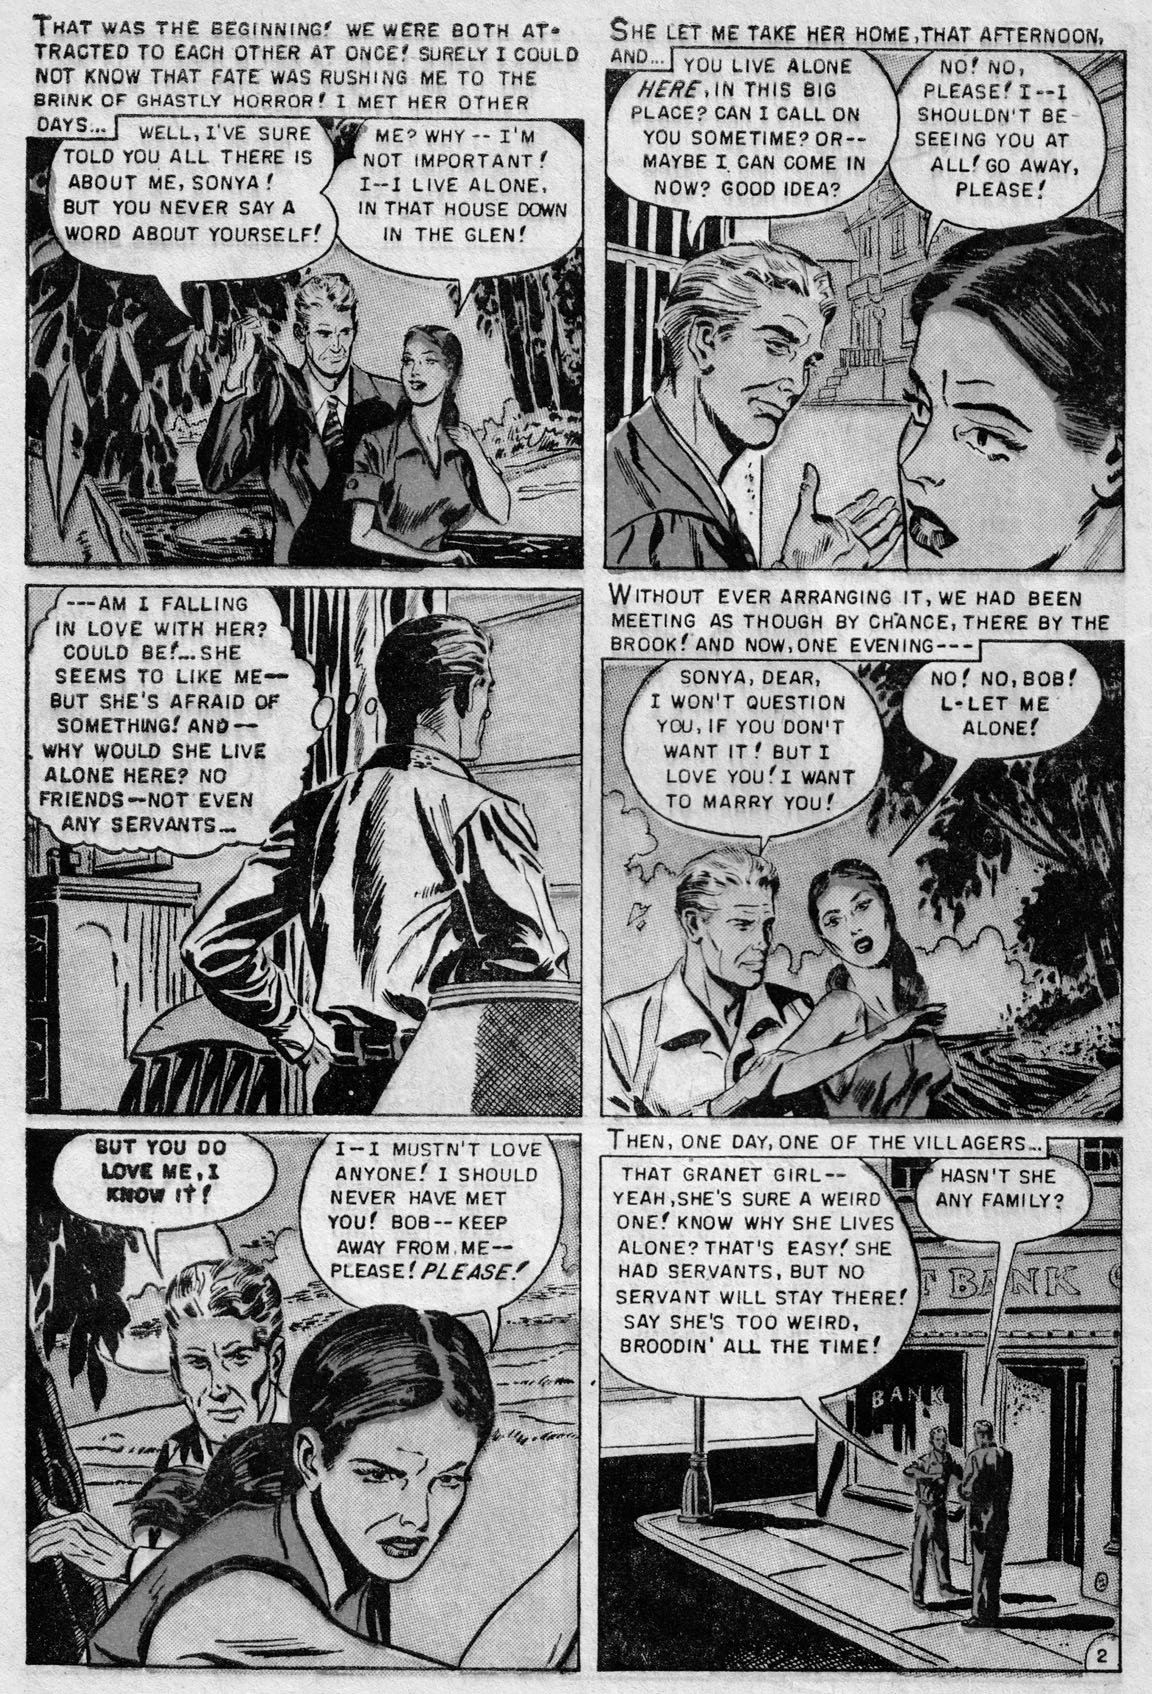 THAT WAS THE BEGINNING! WE WERE BOTH AT-
TRACTED TO EACH OTHER AT ONCE! SURELY I COULD
NOT KNOW THAT FATE WAS RUSHING ME TO THE
BRINK OF GHASTLY HORROR! I MET HER OTHER
DAYS...
WELL, I'VE SURE
TOLD YOU ALL THERE IS
ABOUT ME, SONYA!
BUT YOU NEVER SAY A
WORD ABOUT YOURSELF!
ME? WHY -- I'M
NOT IMPORTANT!
I--I LIVE ALONE,
IN THAT HOUSE DOWN
IN THE GLEN!
SHE LET ME TAKE HER HOME, THAT AFTERNOON,
AND...
YOU LIVE ALONE
HERE, IN THIS BIG
PLACE? CAN I CALL ON
YOU SOMETIME? OR--
MAYBE I CAN COME IN
NOW? GOOD IDEA?
NO! NO,
PLEASE! I--I
SHOULDN'T BE-
SEEING YOU AT
ALL! GO AWAY,
PLEASE!
---AM I FALLING
IN LOVE WITH HER?
COULD BE!...SHE
SEEMS TO LIKE ME--
BUT SHE'S AFRAID OF
SOMETHING! AND--
WHY WOULD SHE LIVE
ALONE HERE? NO
FRIENDS--NOT EVEN
ANY SERVANTS...
WITHOUT EVER ARRANGING IT, WE HAD BEEN
MEETING AS THOUGH BY CHANCE, THERE BY THE
BROOK! AND NOW, ONE EVENING---
SONYA, DEAR,
I WON'T QUESTION
YOU, IF YOU DON'T
WANT IT! BUT I
LOVE YOU! I WANT
TO MARRY YOU!
NO! NO, BOB!
L-LET ME
ALONE!
BUT YOU DO
LOVE ME, I
KNOW IT!
I--I MUSTN'T LOVE
ANYONE! I SHOULD
NEVER HAVE MET
YOU! BOB--KEEP
AWAY FROM ME--
PLEASE! PLEASE!
THEN, ONE DAY, ONE OF THE VILLAGERS...
THAT GRANET GIRL--
YEAH, SHE'S SURE A WEIRD
ONE! KNOW WHY SHE LIVES
ALONE? THAT'S EASY! SHE
HAD SERVANTS, BUT NO
SERVANT WILL STAY THERE!
SAY SHE'S TOO WEIRD,
BROODIN' ALL THE TIME!
HASN'T SHE
ANY FAMILY?
T BANK
BANK
2